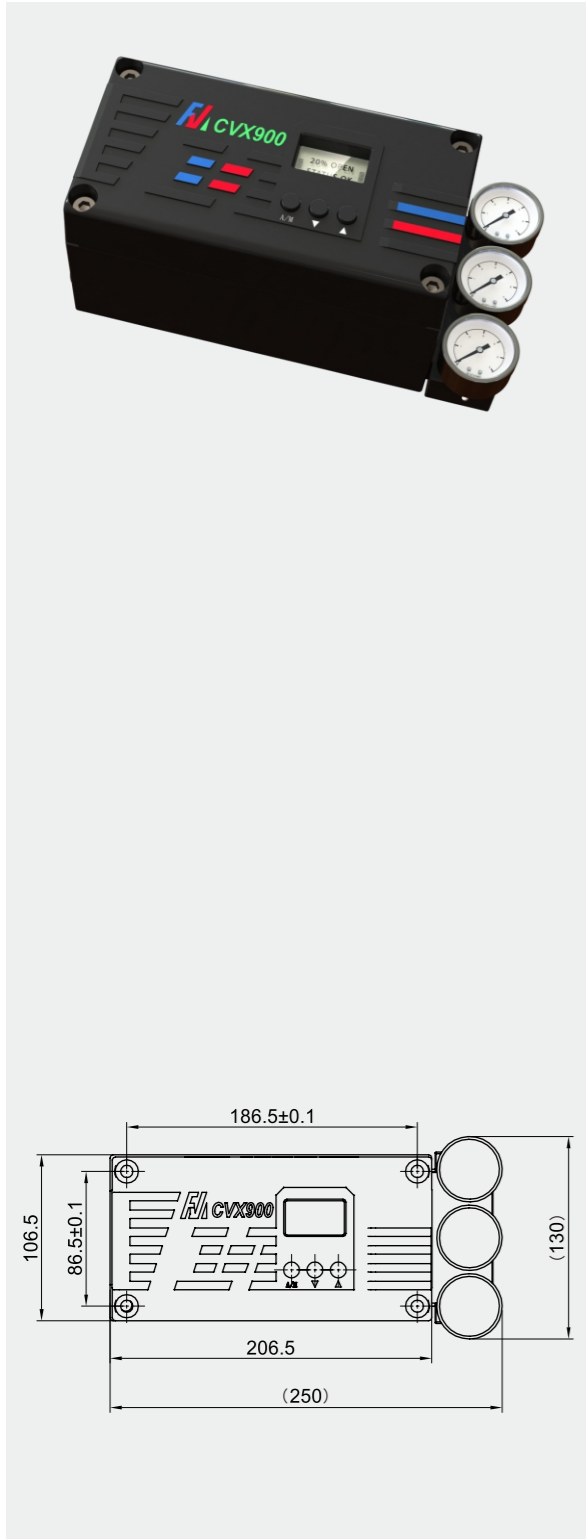 CVX900
20% OPEN
A/M ▼ ▲
186.5±0.1
106.5
86.5±0.1
CVX900
(130)
A/M ▽ △
206.5
(250)